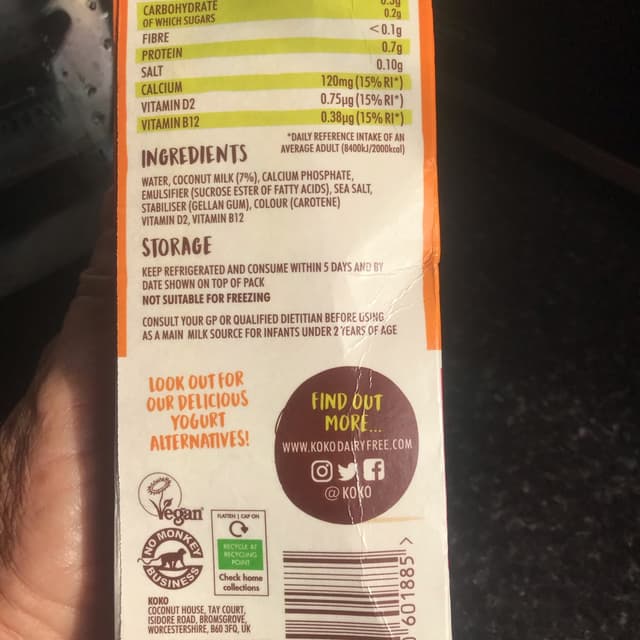 CARBOHYDRATE
OF WHICH SUGARS 0.2g
FIBRE <0.1g
PROTEIN 0.7g
SALT 0.10g
CALCIUM 120mg (15% RI*)
VITAMIN D2 0.75µg (15% RI*)
VITAMIN B12 0.38µg (15% RI*)
*DAILY REFERENCE INTAKE OF AN
AVERAGE ADULT (8400kJ/2000kcal)
INGREDIENTS
WATER, COCONUT MILK (7%), CALCIUM PHOSPHATE,
EMULSIFIER (SUCROSE ESTER OF FATTY ACIDS), SEA SALT,
STABILISER (GELLAN GUM), COLOUR (CAROTENE)
VITAMIN D2, VITAMIN B12
STORAGE
KEEP REFRIGERATED AND CONSUME WITHIN 5 DAYS AND BY
DATE SHOWN ON TOP OF PACK
NOT SUITABLE FOR FREEZING
CONSULT YOUR GP OR QUALIFIED DIETITIAN BEFORE USING
AS A MAIN MILK SOURCE FOR INFANTS UNDER 2 YEARS OF AGE
LOOK OUT FOR
OUR DELICIOUS
YOGURT
ALTERNATIVES!
FIND OUT
MORE...
WWW.KOKODAIRYFREE.COM
@ KOKO
Vegan
NO MONKEY
BUSINESS
FLATTEN | CAP ON
RECYCLE AT
RECYCLING
POINT
Check home
collections
KOKO
COCONUT HOUSE, TAY COURT,
ISIDORE ROAD, BROMSGROVE,
WORCESTERSHIRE, B60 3FQ, UK
601885 >